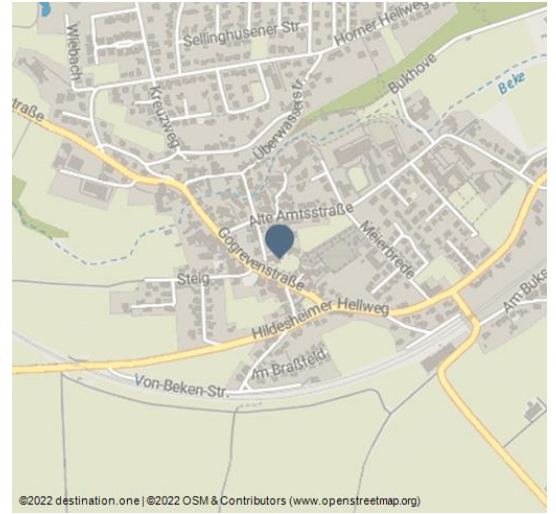 Sellinghusener Str
Horner Hellweg
Wiebach
Kreuzweg
Bukhove
Beke
straße
Überwasserstr.
Alte Amtsstraße
Gogrevenstraße
Meierbrede
Steig
Am Buks
Hildesheimer Hellweg
Im Braßfeld
Von-Beken-Str.
©2022 destination.one | ©2022 OSM & Contributors (www.openstreetmap.org)